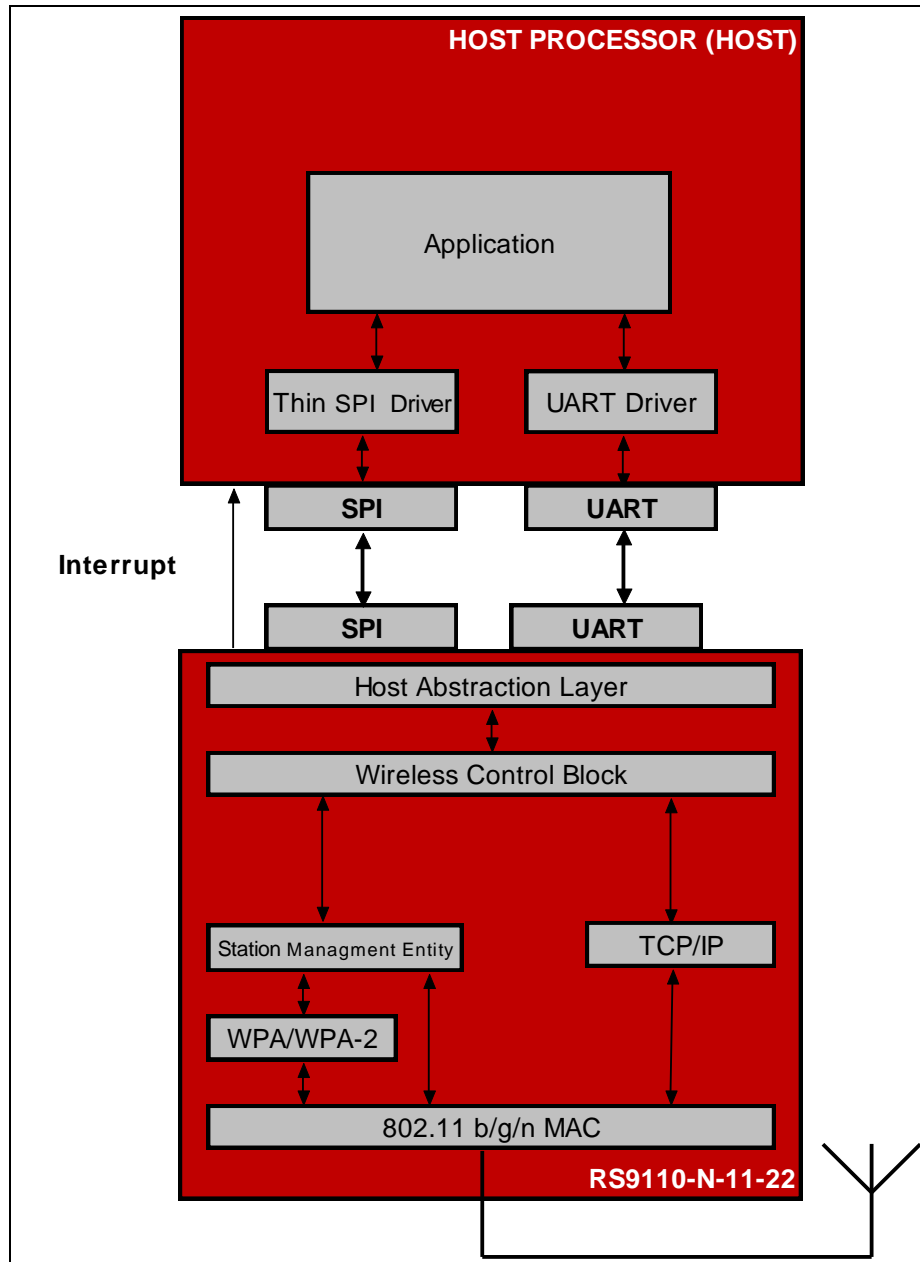 HOST PROCESSOR (HOST)
Application
Thin SPI Driver
UART Driver
SPI
UART
Interrupt
SPI
UART
Host Abstraction Layer
Wireless Control Block
Station Managment Entity
TCP/IP
WPA/WPA-2
802.11 b/g/n MAC
RS9110-N-11-22